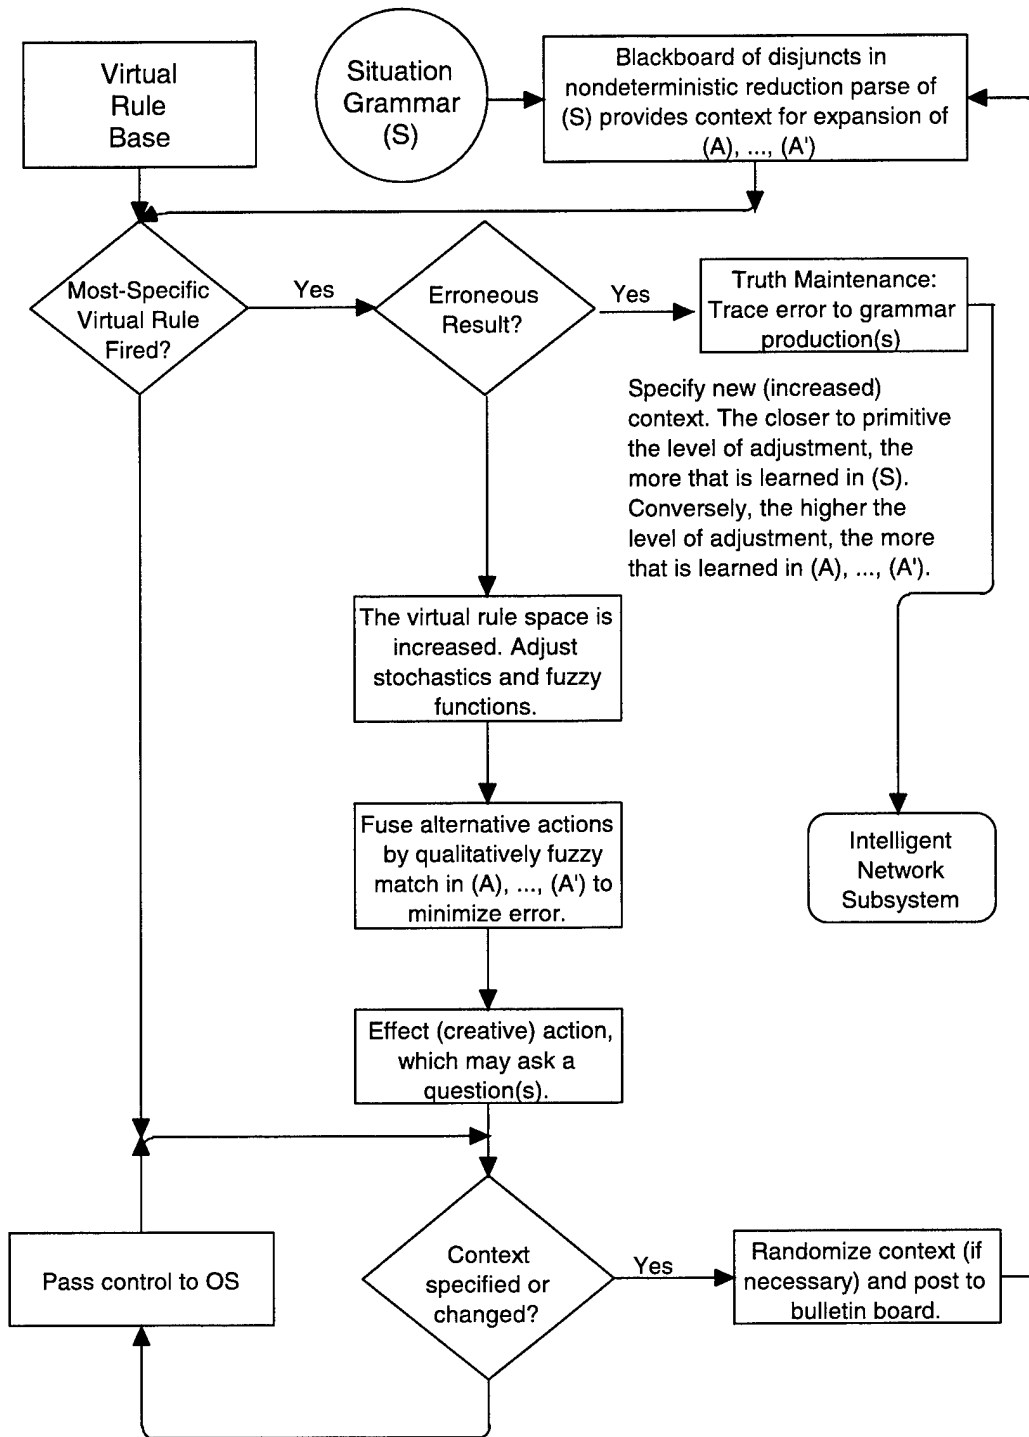 Virtual
Rule
Base
Situation
Grammar
(S)
Blackboard of disjuncts in
nondeterministic reduction parse of
(S) provides context for expansion of
(A), ..., (A')
Most-Specific
Virtual Rule
Fired?
Yes
Erroneous
Result?
Yes
Truth Maintenance:
Trace error to grammar
production(s)
Specify new (increased)
context. The closer to primitive
the level of adjustment, the
more that is learned in (S).
Conversely, the higher the
level of adjustment, the more
that is learned in (A), ..., (A').
The virtual rule space is
increased. Adjust
stochastics and fuzzy
functions.
Fuse alternative actions
by qualitatively fuzzy
match in (A), ..., (A') to
minimize error.
Intelligent
Network
Subsystem
Effect (creative) action,
which may ask a
question(s).
Pass control to OS
Context
specified or
changed?
Yes
Randomize context (if
necessary) and post to
bulletin board.